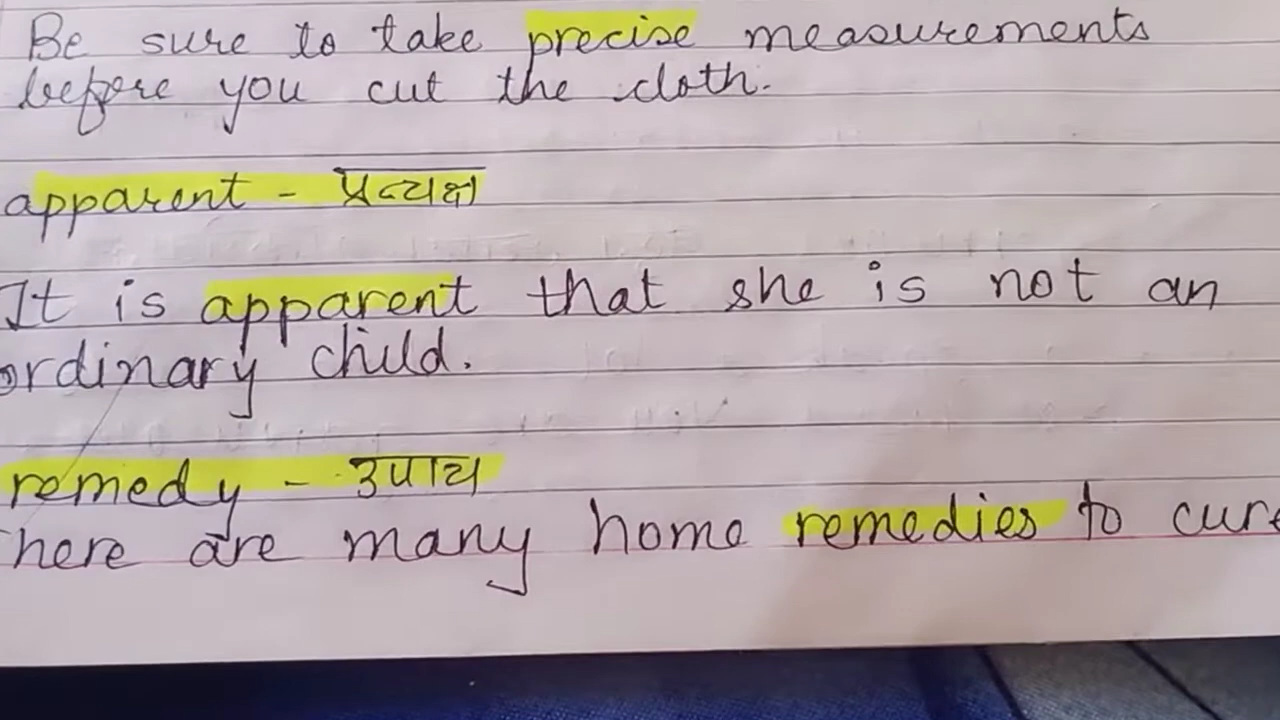 Be sure to take precise measurements
before you cut the cloth.
apparent - प्रत्यक्ष
It is apparent that she is not an
ordinary child.
remedy - उपाय
here are many home remedies to cure